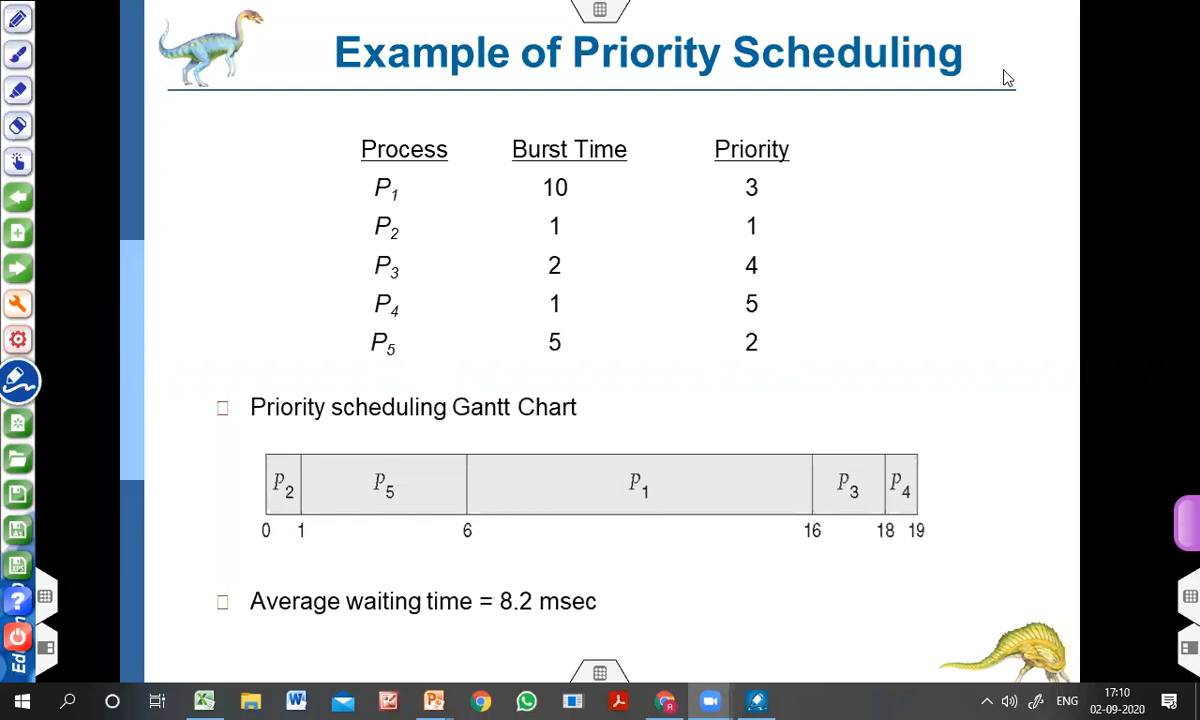 Example of Priority Scheduling
Process Burst Time Priority
P1 10 3
P2 1 1
P3 2 4
P4 1 5
P5 5 2
Priority scheduling Gantt Chart
P2 P5 P1 P3 P4
0 1 6 16 18 19
Average waiting time = 8.2 msec
ENG
17:10
02-09-2020